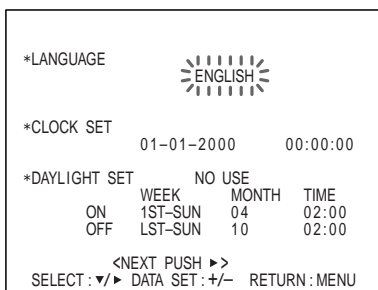 *LANGUAGE
ENGLISH
*CLOCK SET
01–01–2000 00:00:00
*DAYLIGHT SET NO USE
WEEK MONTH TIME
ON 1ST–SUN 04 02:00
OFF LST–SUN 10 02:00
<NEXT PUSH ►>
SELECT : ▼/► DATA SET : +/– RETURN : MENU